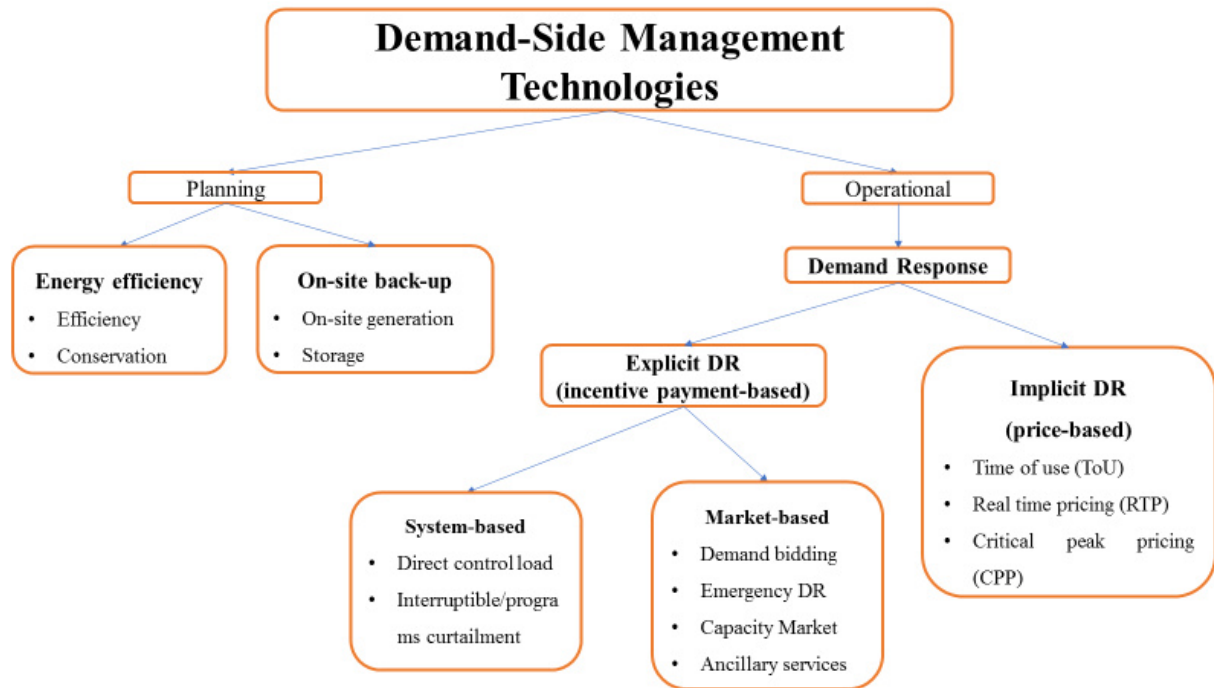 Demand-Side Management
Technologies
Planning
Operational
Energy efficiency
• Efficiency
• Conservation
On-site back-up
• On-site generation
• Storage
Demand Response
Explicit DR
(incentive payment-based)
Implicit DR
(price-based)
• Time of use (ToU)
• Real time pricing (RTP)
• Critical peak pricing
(CPP)
System-based
• Direct control load
• Interruptible/progra
ms curtailment
Market-based
• Demand bidding
• Emergency DR
• Capacity Market
• Ancillary services